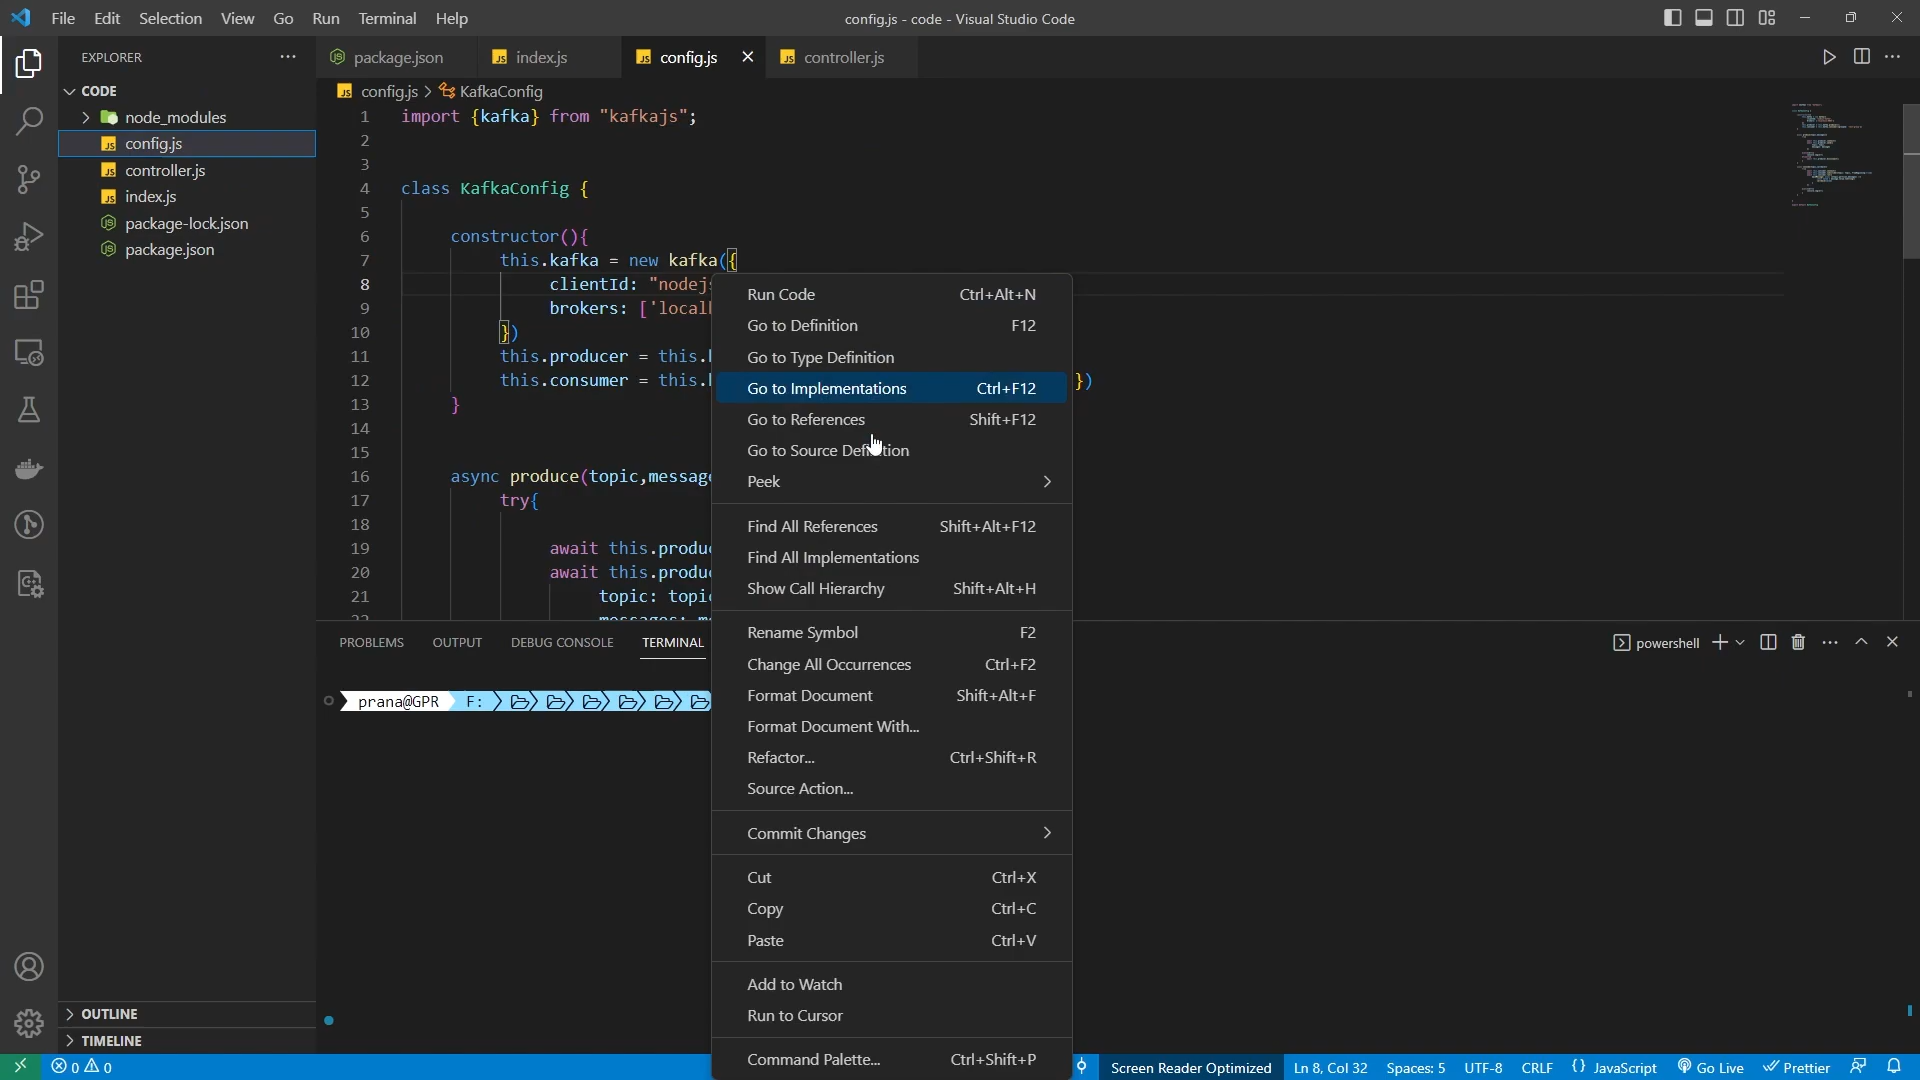 File Edit Selection View Go Run Terminal Help
config.js - code - Visual Studio Code
EXPLORER
CODE
node_modules
config.js
controller.js
index.js
package-lock.json
package.json
OUTLINE
TIMELINE
package.json index.js config.js controller.js
config.js > KafkaConfig
1 import {kafka} from "kafkajs";
2
3
4 class KafkaConfig {
5
6 constructor(){
7 this.kafka = new kafka({
8 clientId: "nodej
9 brokers: ['local
10 })
11 this.producer = this.
12 this.consumer = this. })
13 }
14
15
16 async produce(topic,messag
17 try{
18
19 await this.produ
20 await this.produ
21 topic: topi
22
Run Code Ctrl+Alt+N
Go to Definition F12
Go to Type Definition
Go to Implementations Ctrl+F12
Go to References Shift+F12
Go to Source Definition
Peek
Find All References Shift+Alt+F12
Find All Implementations
Show Call Hierarchy Shift+Alt+H
Rename Symbol F2
Change All Occurrences Ctrl+F2
Format Document Shift+Alt+F
Format Document With...
Refactor... Ctrl+Shift+R
Source Action...
Commit Changes
Cut Ctrl+X
Copy Ctrl+C
Paste Ctrl+V
Add to Watch
Run to Cursor
Command Palette... Ctrl+Shift+P
PROBLEMS OUTPUT DEBUG CONSOLE TERMINAL
powershell
prana@GPR F:
0 0
Screen Reader Optimized Ln 8, Col 32 Spaces: 5 UTF-8 CRLF {} JavaScript Go Live Prettier